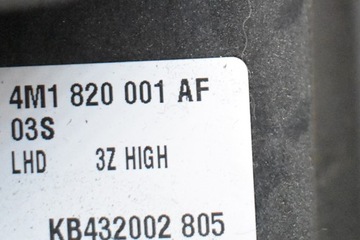 4M1 820 001 AF
03S
LHD 3Z HIGH
KB432002 805